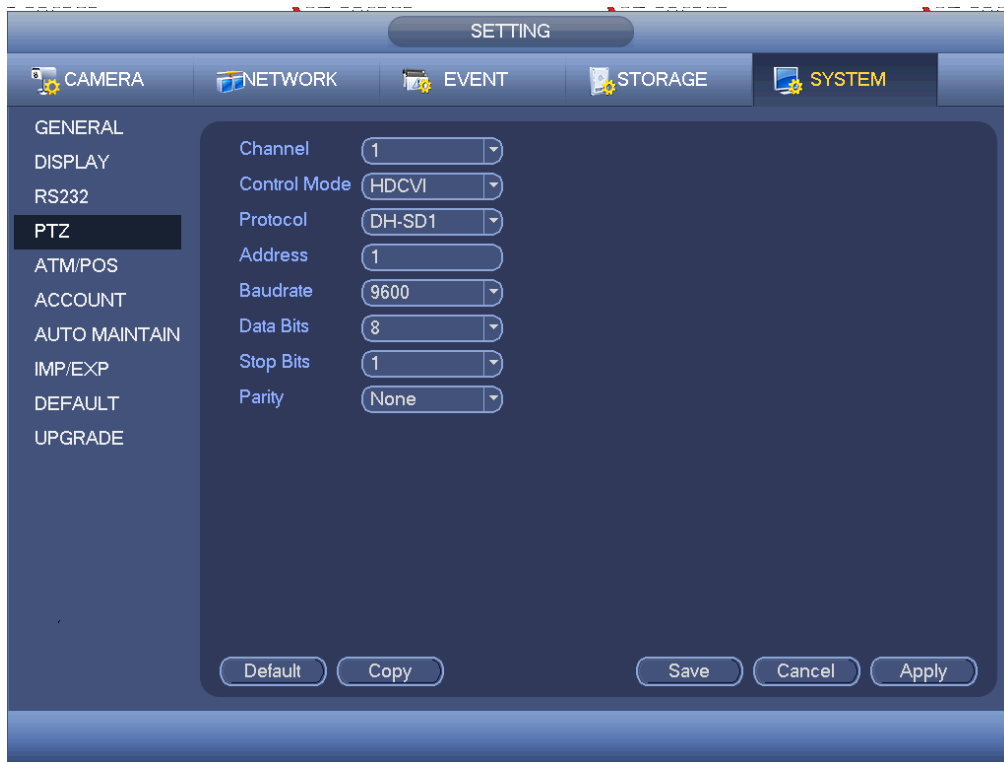 SETTING
CAMERA NETWORK EVENT STORAGE SYSTEM
GENERAL
DISPLAY
RS232
PTZ
ATM/POS
ACCOUNT
AUTO MAINTAIN
IMP/EXP
DEFAULT
UPGRADE
Channel 1
Control Mode HDCVI
Protocol DH-SD1
Address 1
Baudrate 9600
Data Bits 8
Stop Bits 1
Parity None
Default Copy Save Cancel Apply